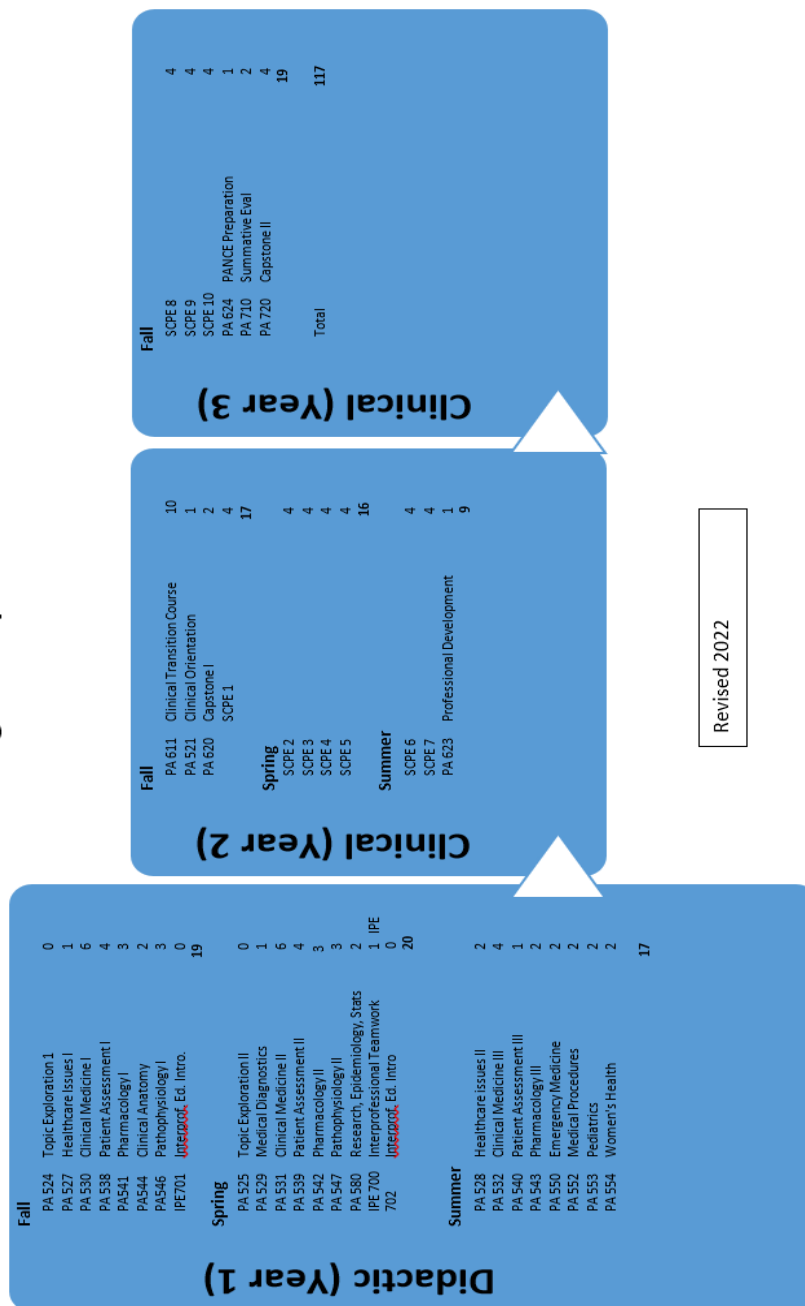 Didactic (Year 1)
Fall
PA 524 Topic Exploration 1 0
PA 527 Healthcare Issues I 1
PA 530 Clinical Medicine I 6
PA 538 Patient Assessment I 4
PA541 Pharmacology I 3
PA544 Clinical Anatomy 2
PA 546 Pathophysiology I 3
IPE701 Interprof. Ed. Intro. 0
19
Spring
PA 525 Topic Exploration II 0
PA 529 Medical Diagnostics 1
PA 531 Clinical Medicine II 6
PA 539 Patient Assessment II 4
PA 542 Pharmacology II 3
PA 547 Pathophysiology II 3
PA 580 Research, Epidemiology, Stats 2
IPE 700 Interprofessional Teamwork 1 IPE
702 Interprof. Ed. Intro 0
20
Summer
PA 528 Healthcare issues II 2
PA 532 Clinical Medicine III 4
PA 540 Patient Assessment III 1
PA 543 Pharmacology III 2
PA 550 Emergency Medicine 2
PA 552 Medical Procedures 2
PA 553 Pediatrics 2
PA 554 Women's Health 2
17
Clinical (Year 2)
Fall
PA 611 Clinical Transition Course 10
PA 521 Clinical Orientation 1
PA 620 Capstone I 2
SCPE 1 4
17
Spring
SCPE 2 4
SCPE 3 4
SCPE 4 4
SCPE 5 4
16
Summer
SCPE 6 4
SCPE 7 4
PA 623 Professional Development 1
9
Clinical (Year 3)
Fall
SCPE 8 4
SCPE 9 4
SCPE 10 4
PA 624 PANCE Preparation 1
PA 710 Summative Eval 2
PA 720 Capstone II 4
19
Total 117
Revised 2022